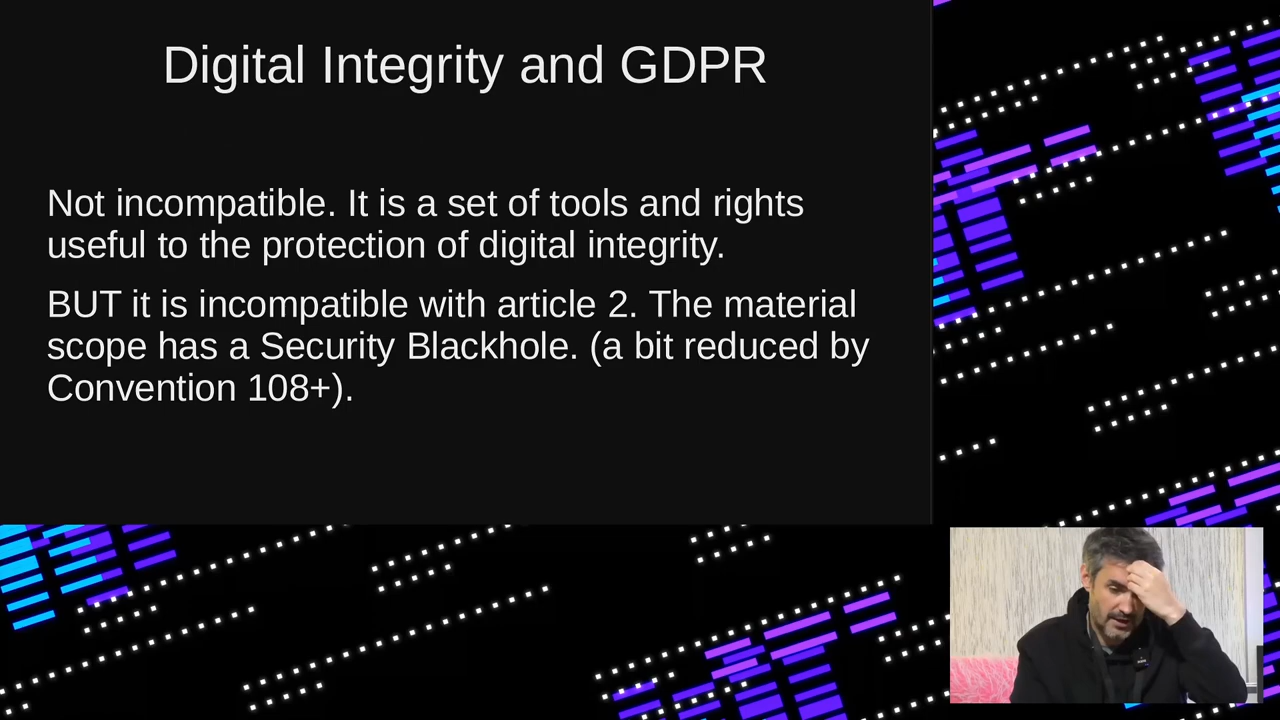 Digital Integrity and GDPR
Not incompatible. It is a set of tools and rights
useful to the protection of digital integrity.
BUT it is incompatible with article 2. The material
scope has a Security Blackhole. (a bit reduced by
Convention 108+).